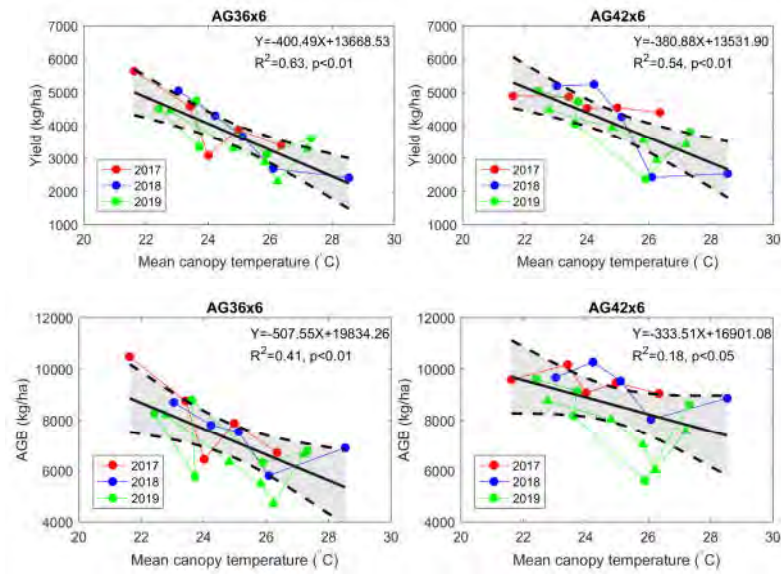 AG36x6
Y=-400.49X+13668.53
R2=0.63, p<0.01
7000
6000
5000
4000
3000
2000
1000
Yield (kg/ha)
2017
2018
2019
20 22 24 26 28 30
Mean canopy temperature (°C)
AG42x6
Y=-380.88X+13531.90
R2=0.54, p<0.01
7000
6000
5000
4000
3000
2000
1000
Yield (kg/ha)
2017
2018
2019
20 22 24 26 28 30
Mean canopy temperature (°C)
AG36x6
Y=-507.55X+19834.26
R2=0.41, p<0.01
12000
10000
8000
6000
4000
AGB (kg/ha)
2017
2018
2019
20 22 24 26 28 30
Mean canopy temperature (°C)
AG42x6
Y=-333.51X+16901.08
R2=0.18, p<0.05
12000
10000
8000
6000
4000
AGB (kg/ha)
2017
2018
2019
20 22 24 26 28 30
Mean canopy temperature (°C)